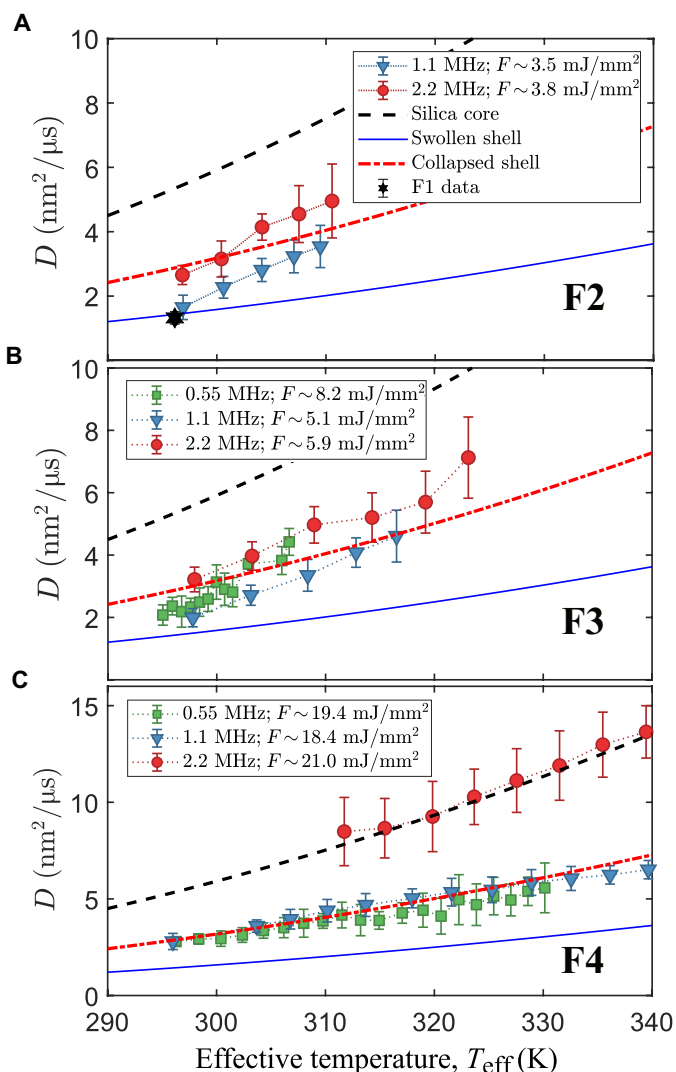 A
10
8
6
4
2
D (nm²/μs)
1.1 MHz; F ~ 3.5 mJ/mm²
2.2 MHz; F ~ 3.8 mJ/mm²
Silica core
Swollen shell
Collapsed shell
F1 data
F2
B
10
8
6
4
2
D (nm²/μs)
0.55 MHz; F ~ 8.2 mJ/mm²
1.1 MHz; F ~ 5.1 mJ/mm²
2.2 MHz; F ~ 5.9 mJ/mm²
F3
C
15
10
5
0
D (nm²/μs)
0.55 MHz; F ~ 19.4 mJ/mm²
1.1 MHz; F ~ 18.4 mJ/mm²
2.2 MHz; F ~ 21.0 mJ/mm²
F4
290 300 310 320 330 340
Effective temperature, Teff (K)